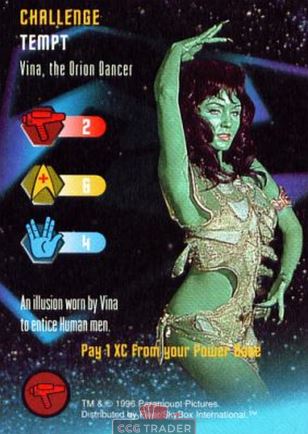 CHALLENGE
TEMPT
Vina, the Orion Dancer
2
6
4
An illusion worn by Vina
to entice Human men.
Pay 1 XC From your Power Base
TM & © 1996 Paramount Pictures.
Distributed by SkyBox International.™
CCG TRADER